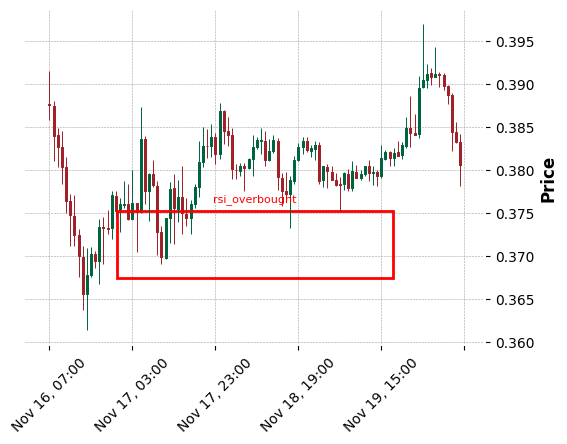 0.395
0.390
0.385
0.380
0.375
0.370
0.365
0.360
Price
rsi_overbought
Nov 16, 07:00
Nov 17, 03:00
Nov 17, 23:00
Nov 18, 19:00
Nov 19, 15:00